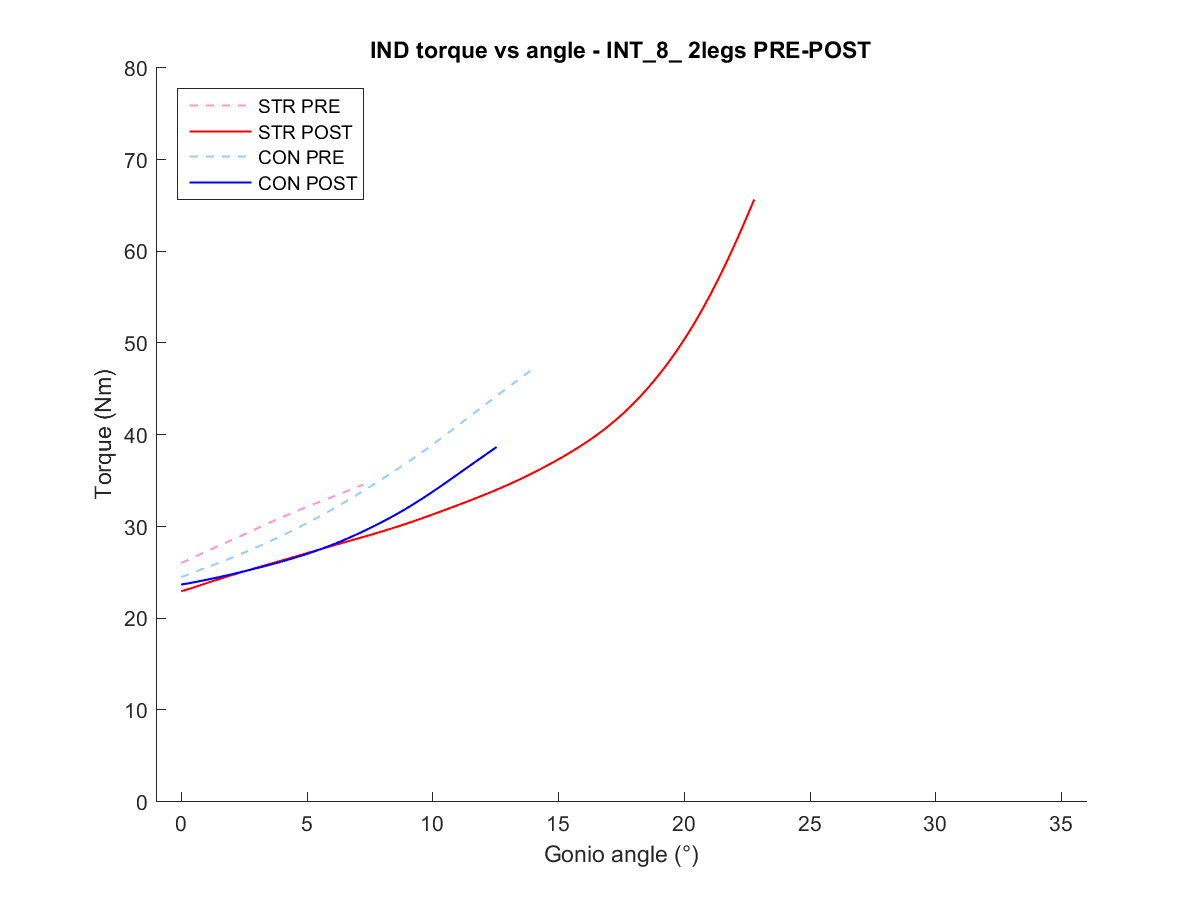 IND torque vs angle - INT_8_ 2legs PRE-POST
STR PRE
STR POST
CON PRE
CON POST
80
70
60
50
40
30
20
10
0
Torque (Nm)
0 5 10 15 20 25 30 35
Gonio angle (°)